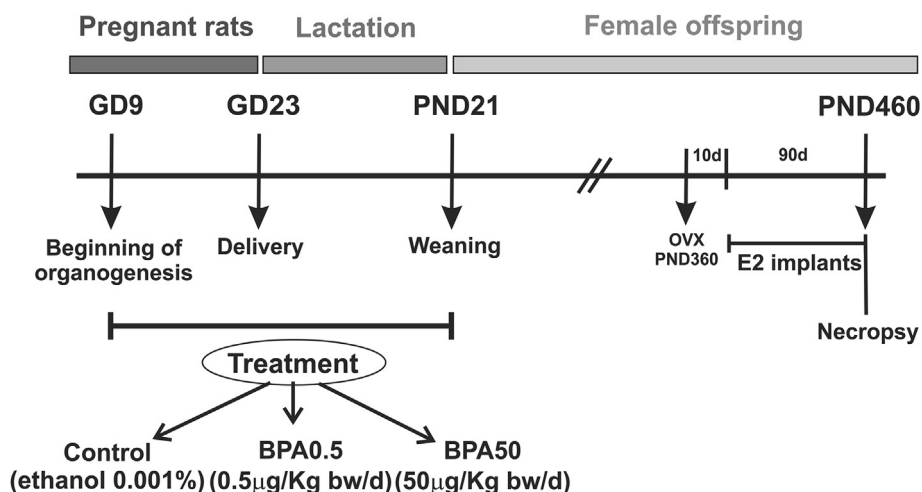 Pregnant rats Lactation Female offspring
GD9 GD23 PND21 PND460
10d 90d
Beginning of
organogenesis
Delivery
Weaning
OVX
PND360
E2 implants
Necropsy
Treatment
Control BPA0.5 BPA50
(ethanol 0.001%) (0.5µg/Kg bw/d) (50µg/Kg bw/d)